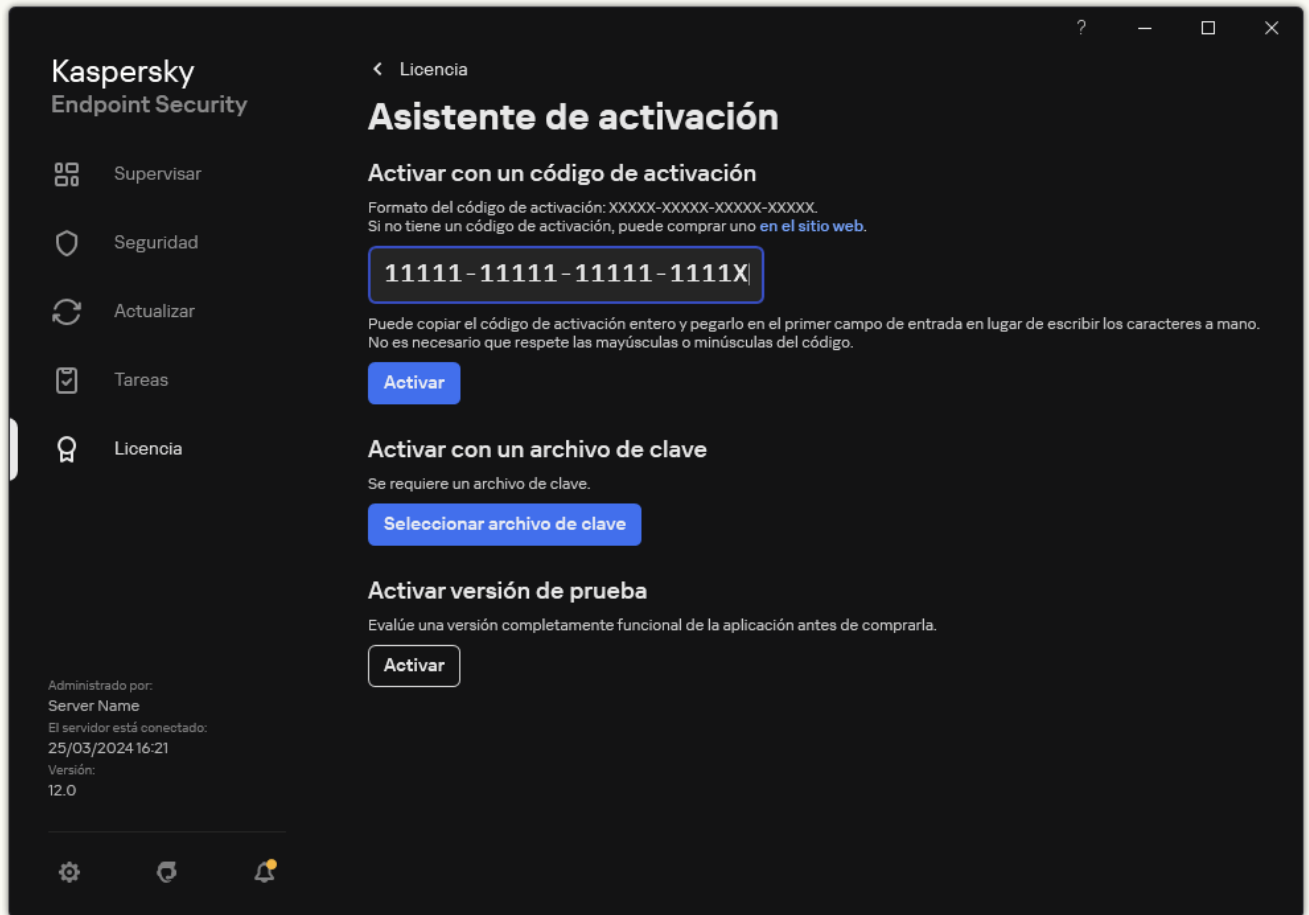 ?
Kaspersky
Endpoint Security
Supervisar
Seguridad
Actualizar
Tareas
Licencia
Administrado por:
Server Name
El servidor está conectado:
25/03/2024 16:21
Versión:
12.0
Licencia
Asistente de activación
Activar con un código de activación
Formato del código de activación: XXXXX-XXXXX-XXXXX-XXXXX.
Si no tiene un código de activación, puede comprar uno en el sitio web.
11111-11111-11111-1111X
Puede copiar el código de activación entero y pegarlo en el primer campo de entrada en lugar de escribir los caracteres a mano.
No es necesario que respete las mayúsculas o minúsculas del código.
Activar
Activar con un archivo de clave
Se requiere un archivo de clave.
Seleccionar archivo de clave
Activar versión de prueba
Evalúe una versión completamente funcional de la aplicación antes de comprarla.
Activar